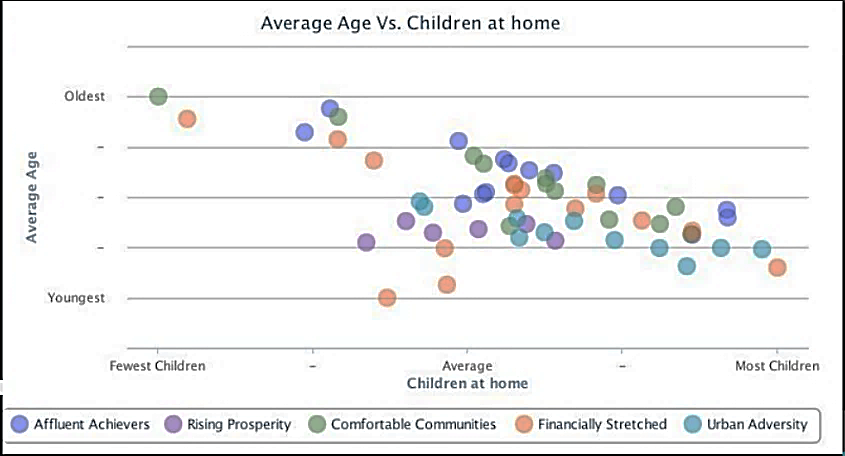 Average Age Vs. Children at home
Oldest
–
–
–
Youngest
Average Age
Fewest Children – Average – Most Children
Children at home
Affluent Achievers Rising Prosperity Comfortable Communities Financially Stretched Urban Adversity